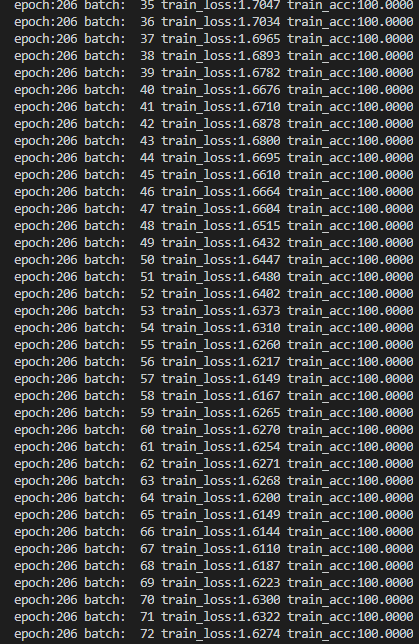 epoch:206 batch:  35 train_loss:1.7047 train_acc:100.0000
epoch:206 batch:  36 train_loss:1.7034 train_acc:100.0000
epoch:206 batch:  37 train_loss:1.6965 train_acc:100.0000
epoch:206 batch:  38 train_loss:1.6893 train_acc:100.0000
epoch:206 batch:  39 train_loss:1.6782 train_acc:100.0000
epoch:206 batch:  40 train_loss:1.6676 train_acc:100.0000
epoch:206 batch:  41 train_loss:1.6710 train_acc:100.0000
epoch:206 batch:  42 train_loss:1.6878 train_acc:100.0000
epoch:206 batch:  43 train_loss:1.6800 train_acc:100.0000
epoch:206 batch:  44 train_loss:1.6695 train_acc:100.0000
epoch:206 batch:  45 train_loss:1.6610 train_acc:100.0000
epoch:206 batch:  46 train_loss:1.6664 train_acc:100.0000
epoch:206 batch:  47 train_loss:1.6604 train_acc:100.0000
epoch:206 batch:  48 train_loss:1.6515 train_acc:100.0000
epoch:206 batch:  49 train_loss:1.6432 train_acc:100.0000
epoch:206 batch:  50 train_loss:1.6447 train_acc:100.0000
epoch:206 batch:  51 train_loss:1.6480 train_acc:100.0000
epoch:206 batch:  52 train_loss:1.6402 train_acc:100.0000
epoch:206 batch:  53 train_loss:1.6373 train_acc:100.0000
epoch:206 batch:  54 train_loss:1.6310 train_acc:100.0000
epoch:206 batch:  55 train_loss:1.6260 train_acc:100.0000
epoch:206 batch:  56 train_loss:1.6217 train_acc:100.0000
epoch:206 batch:  57 train_loss:1.6149 train_acc:100.0000
epoch:206 batch:  58 train_loss:1.6167 train_acc:100.0000
epoch:206 batch:  59 train_loss:1.6265 train_acc:100.0000
epoch:206 batch:  60 train_loss:1.6270 train_acc:100.0000
epoch:206 batch:  61 train_loss:1.6254 train_acc:100.0000
epoch:206 batch:  62 train_loss:1.6271 train_acc:100.0000
epoch:206 batch:  63 train_loss:1.6268 train_acc:100.0000
epoch:206 batch:  64 train_loss:1.6200 train_acc:100.0000
epoch:206 batch:  65 train_loss:1.6149 train_acc:100.0000
epoch:206 batch:  66 train_loss:1.6144 train_acc:100.0000
epoch:206 batch:  67 train_loss:1.6110 train_acc:100.0000
epoch:206 batch:  68 train_loss:1.6187 train_acc:100.0000
epoch:206 batch:  69 train_loss:1.6223 train_acc:100.0000
epoch:206 batch:  70 train_loss:1.6300 train_acc:100.0000
epoch:206 batch:  71 train_loss:1.6322 train_acc:100.0000
epoch:206 batch:  72 train_loss:1.6274 train_acc:100.0000